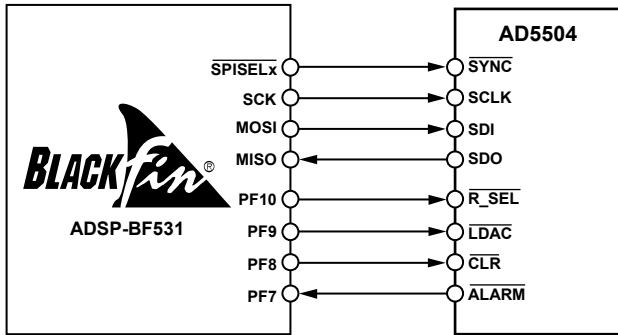 AD5504
SPISELx SYNC
SCK SCLK
MOSI SDI
MISO SDO
BLACKfin®
PF10 R_SEL
ADSP-BF531
PF9 LDAC
PF8 CLR
PF7 ALARM